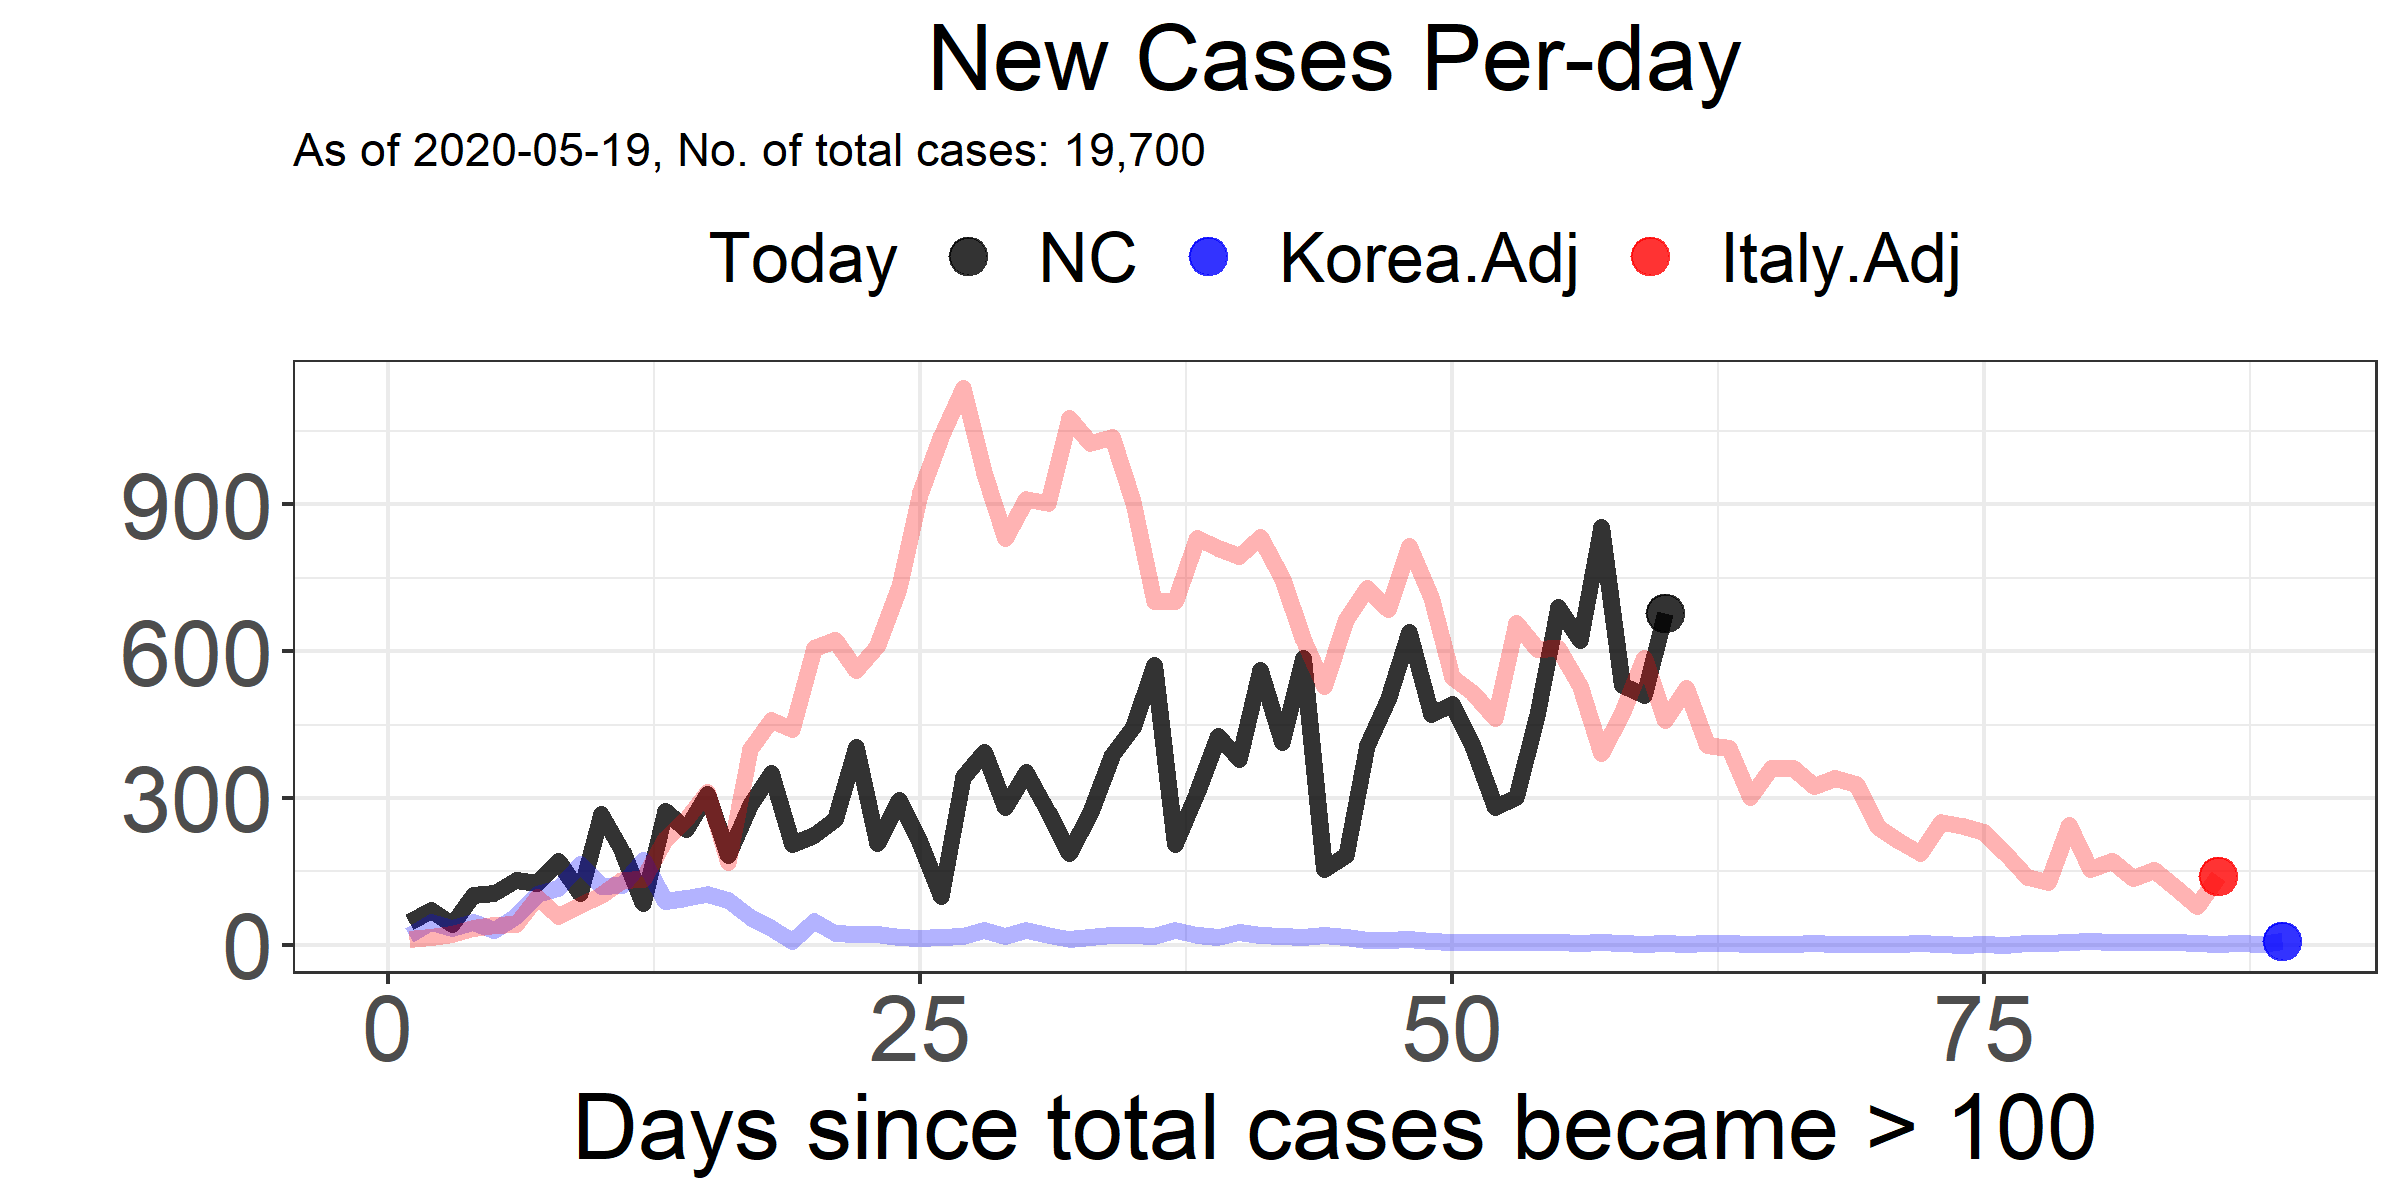 New Cases Per-day
As of 2020-05-19, No. of total cases: 19,700
Today NC Korea.Adj Italy.Adj
900
600
300
0
0 25 50 75
Days since total cases became > 100